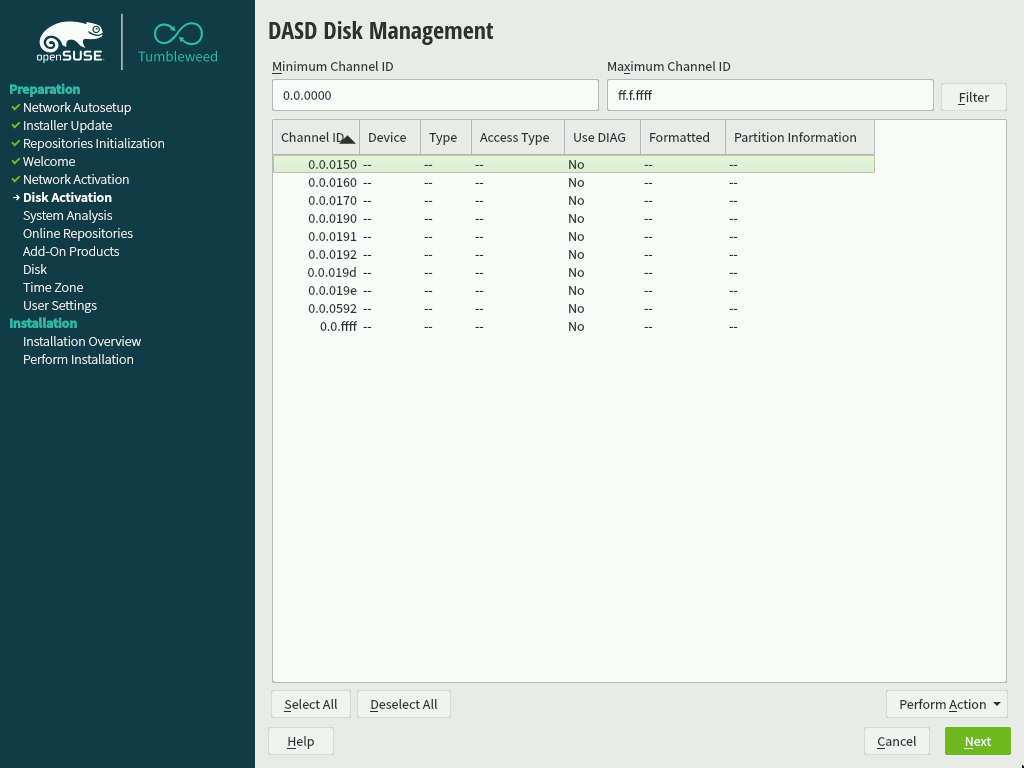 openSUSE
Tumbleweed
Preparation
Network Autosetup
Installer Update
Repositories Initialization
Welcome
Network Activation
Disk Activation
System Analysis
Online Repositories
Add-On Products
Disk
Time Zone
User Settings
Installation
Installation Overview
Perform Installation
DASD Disk Management
Minimum Channel ID Maximum Channel ID
0.0.0000 ff.f.ffff Filter
Channel ID Device Type Access Type Use DIAG Formatted Partition Information
0.0.0150 -- -- -- No -- --
0.0.0160 -- -- -- No -- --
0.0.0170 -- -- -- No -- --
0.0.0190 -- -- -- No -- --
0.0.0191 -- -- -- No -- --
0.0.0192 -- -- -- No -- --
0.0.019d -- -- -- No -- --
0.0.019e -- -- -- No -- --
0.0.0592 -- -- -- No -- --
0.0.ffff -- -- -- No -- --
Select All Deselect All Perform Action
Help Cancel Next